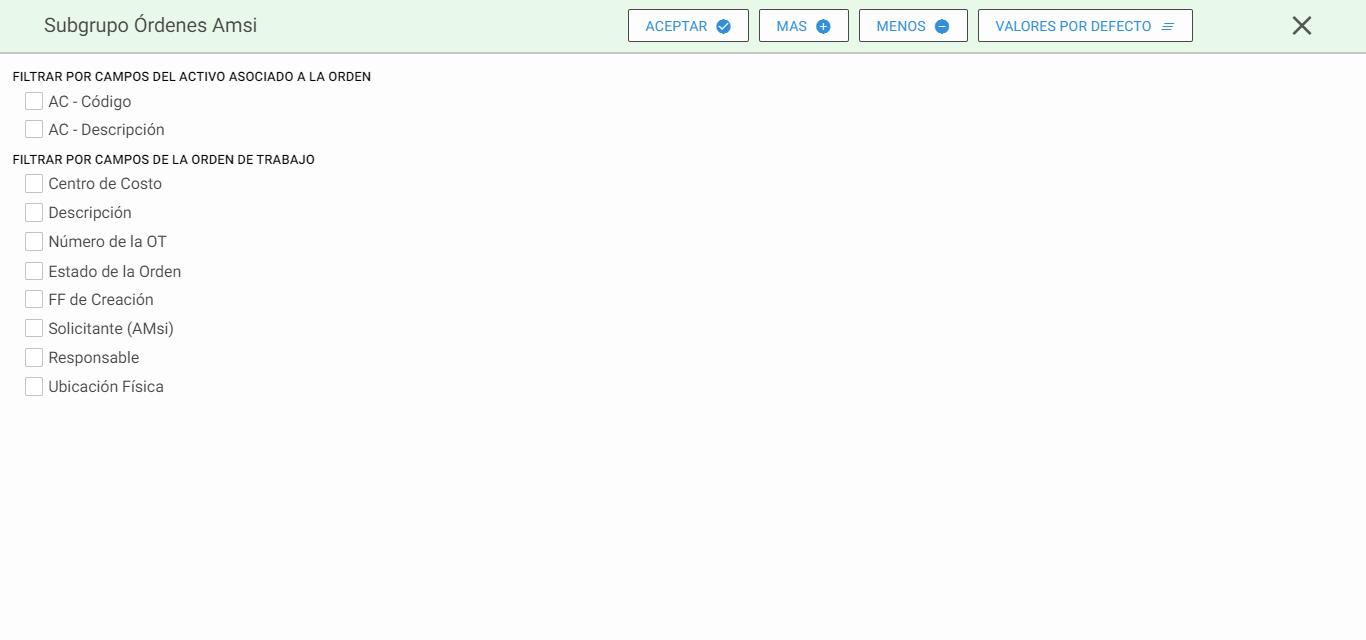 Subgrupo Órdenes Amsi
ACEPTAR
MAS
MENOS
VALORES POR DEFECTO
FILTRAR POR CAMPOS DEL ACTIVO ASOCIADO A LA ORDEN
AC - Código
AC - Descripción
FILTRAR POR CAMPOS DE LA ORDEN DE TRABAJO
Centro de Costo
Descripción
Número de la OT
Estado de la Orden
FF de Creación
Solicitante (AMsi)
Responsable
Ubicación Física